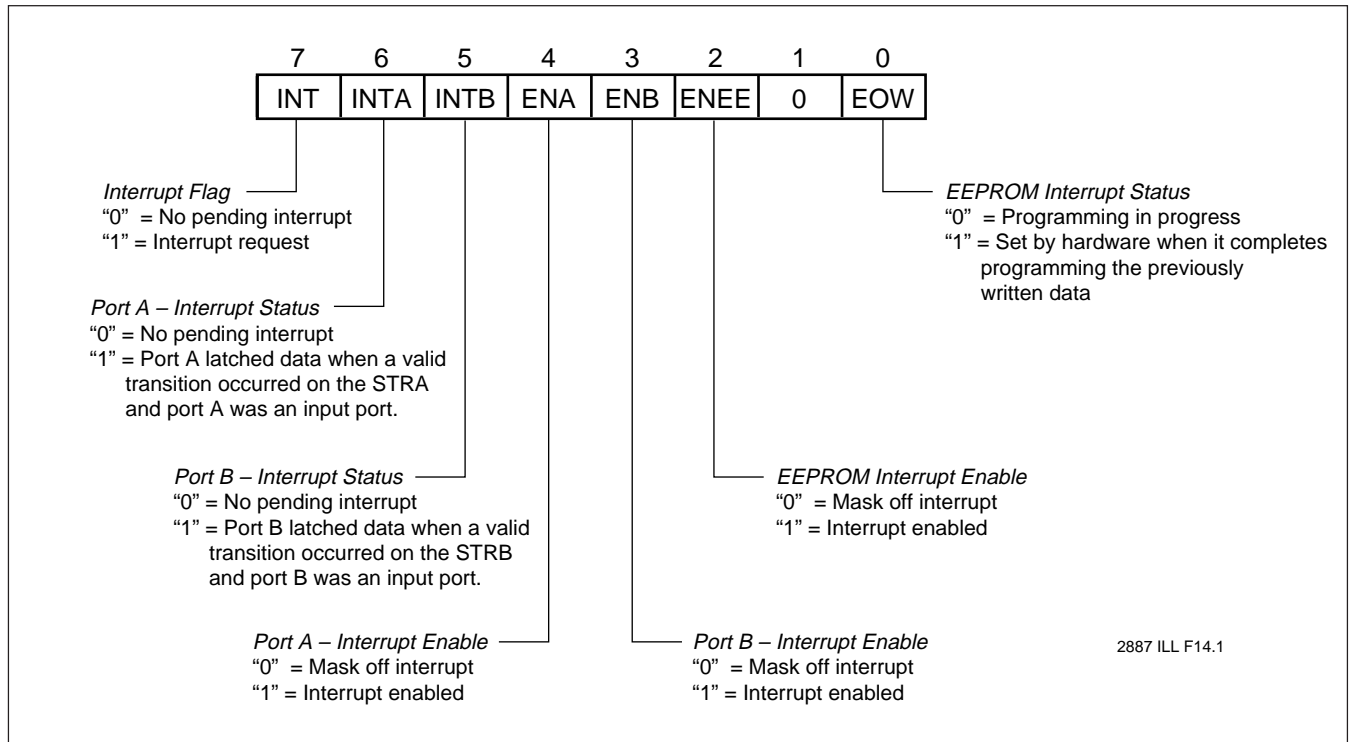 7 6 5 4 3 2 1 0
INT INTA INTB ENA ENB ENEE 0 EOW
Interrupt Flag
“0” = No pending interrupt
“1” = Interrupt request
EEPROM Interrupt Status
“0” = Programming in progress
“1” = Set by hardware when it completes
programming the previously
written data
Port A – Interrupt Status
“0” = No pending interrupt
“1” = Port A latched data when a valid
transition occurred on the STRA
and port A was an input port.
Port B – Interrupt Status
“0” = No pending interrupt
“1” = Port B latched data when a valid
transition occurred on the STRB
and port B was an input port.
EEPROM Interrupt Enable
“0” = Mask off interrupt
“1” = Interrupt enabled
Port A – Interrupt Enable
“0” = Mask off interrupt
“1” = Interrupt enabled
Port B – Interrupt Enable
“0” = Mask off interrupt
“1” = Interrupt enabled
2887 ILL F14.1